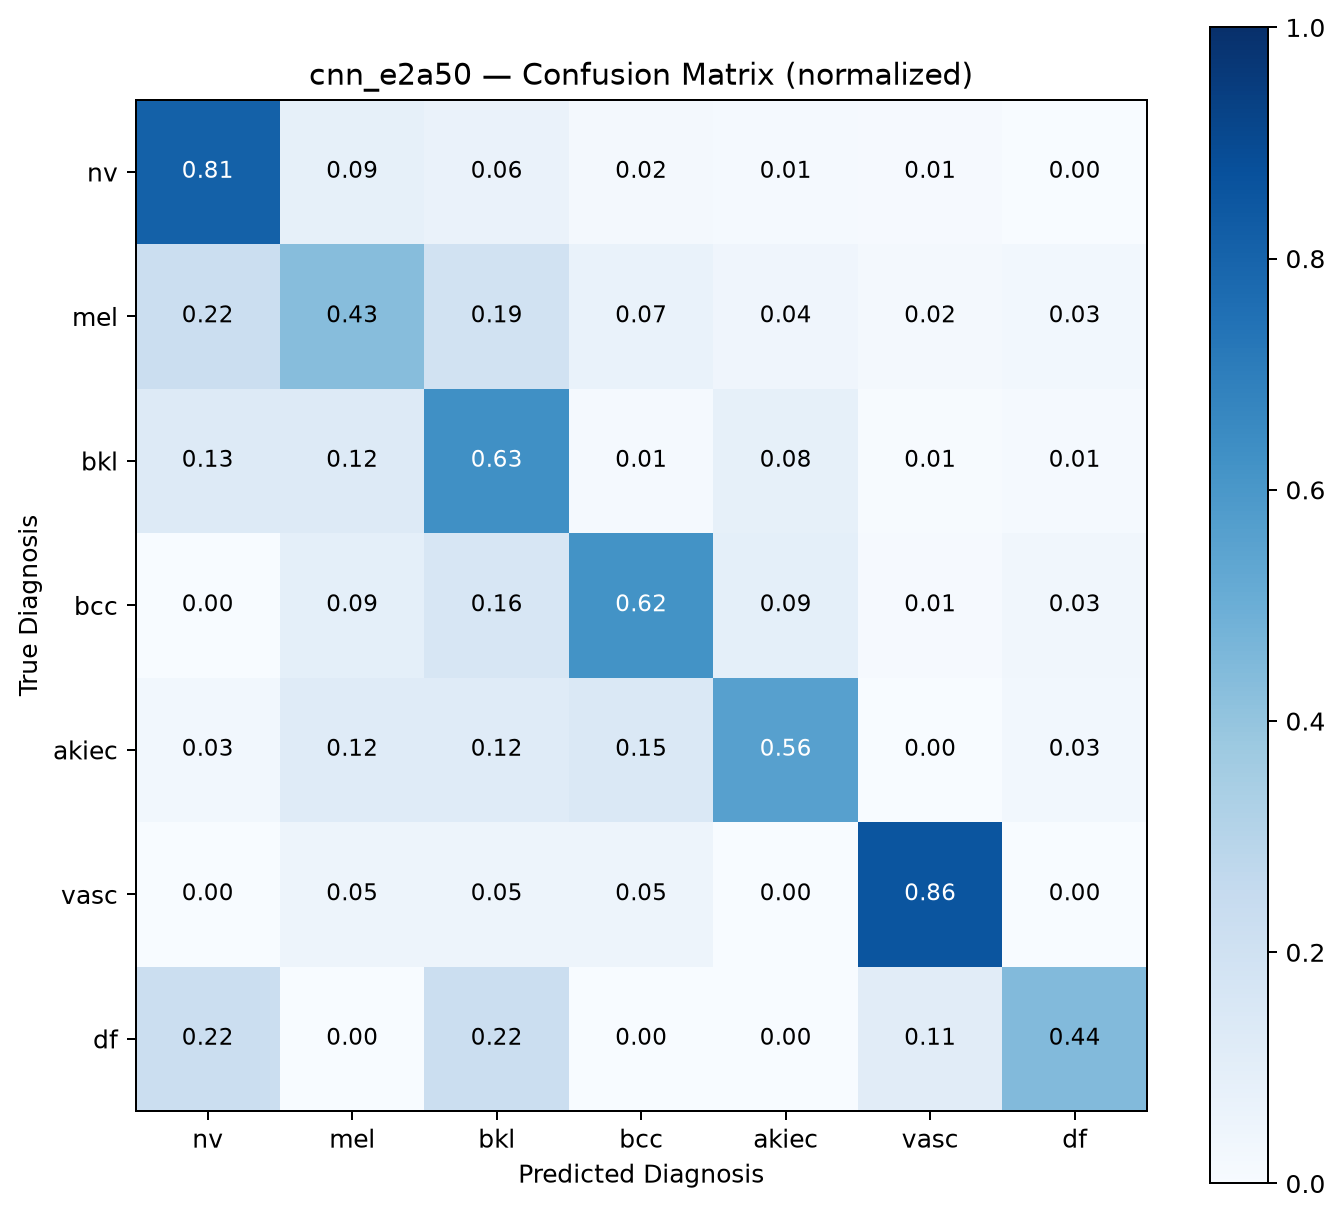 cnn_e2a50 — Confusion Matrix (normalized)
1.0
0.8
0.6
0.4
0.2
0.0
True Diagnosis
nv 0.81 0.09 0.06 0.02 0.01 0.01 0.00
mel 0.22 0.43 0.19 0.07 0.04 0.02 0.03
bkl 0.13 0.12 0.63 0.01 0.08 0.01 0.01
bcc 0.00 0.09 0.16 0.62 0.09 0.01 0.03
akiec 0.03 0.12 0.12 0.15 0.56 0.00 0.03
vasc 0.00 0.05 0.05 0.05 0.00 0.86 0.00
df 0.22 0.00 0.22 0.00 0.00 0.11 0.44
nv mel bkl bcc akiec vasc df
Predicted Diagnosis